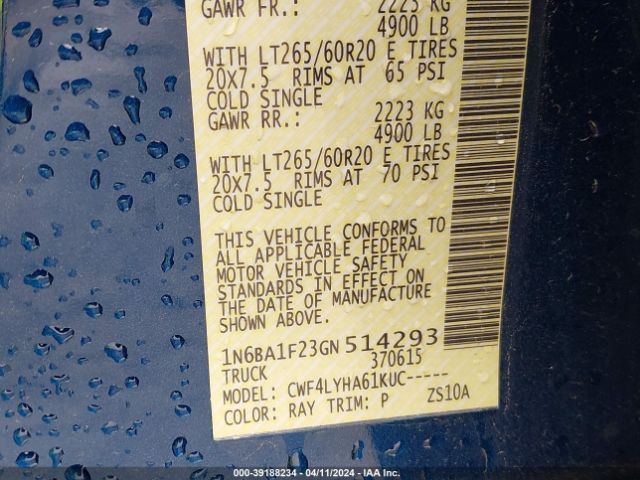 GAWR FR.: 2223 KG
4900 LB
WITH LT265/60R20 E TIRES
20X7.5 RIMS AT 65 PSI
COLD SINGLE
GAWR RR.: 2223 KG
4900 LB
WITH LT265/60R20 E TIRES
20X7.5 RIMS AT 70 PSI
COLD SINGLE
THIS VEHICLE CONFORMS TO
ALL APPLICABLE FEDERAL
MOTOR VEHICLE SAFETY
STANDARDS IN EFFECT ON
THE DATE OF MANUFACTURE
SHOWN ABOVE.
1N6BA1F23GN514293
TRUCK 370615
MODEL: CWF4LYHA61KUC-----
COLOR: RAY TRIM: P ZS10A
000-39188234 - 04/11/2024 - IAA Inc.